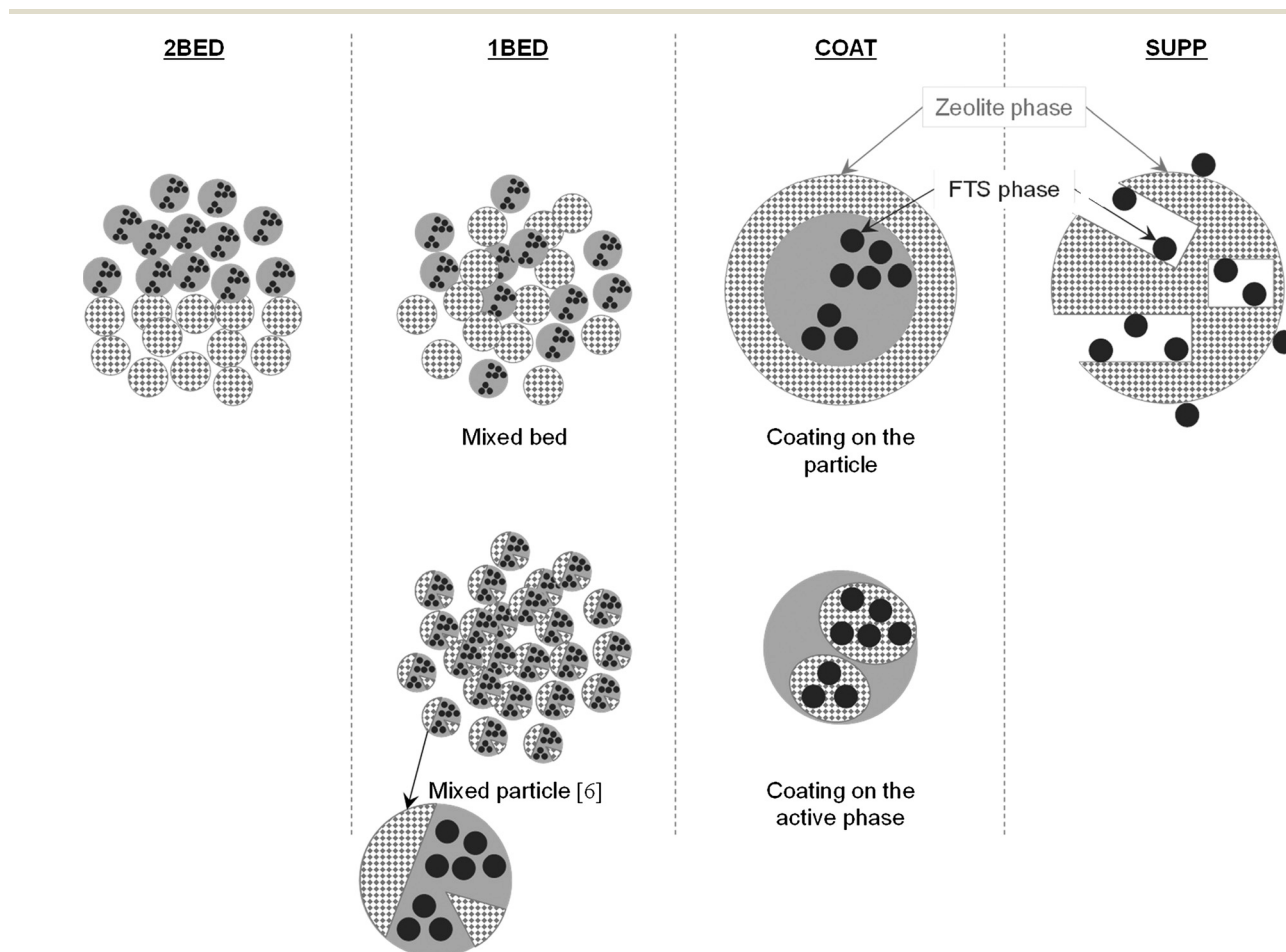 2BED
1BED
COAT
SUPP
Zeolite phase
FTS phase
Mixed bed
Coating on the
particle
Mixed particle [6]
Coating on the
active phase